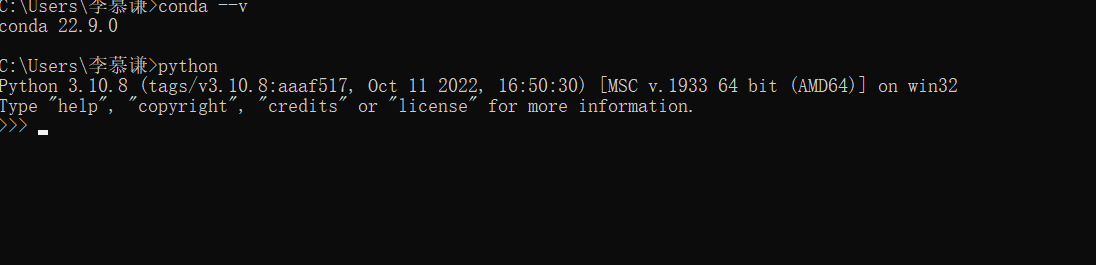 C:\Users\李慕谦>conda --v
conda 22.9.0
C:\Users\李慕谦>python
Python 3.10.8 (tags/v3.10.8:aaaf517, Oct 11 2022, 16:50:30) [MSC v.1933 64 bit (AMD64)] on win32
Type "help", "copyright", "credits" or "license" for more information.
>>>